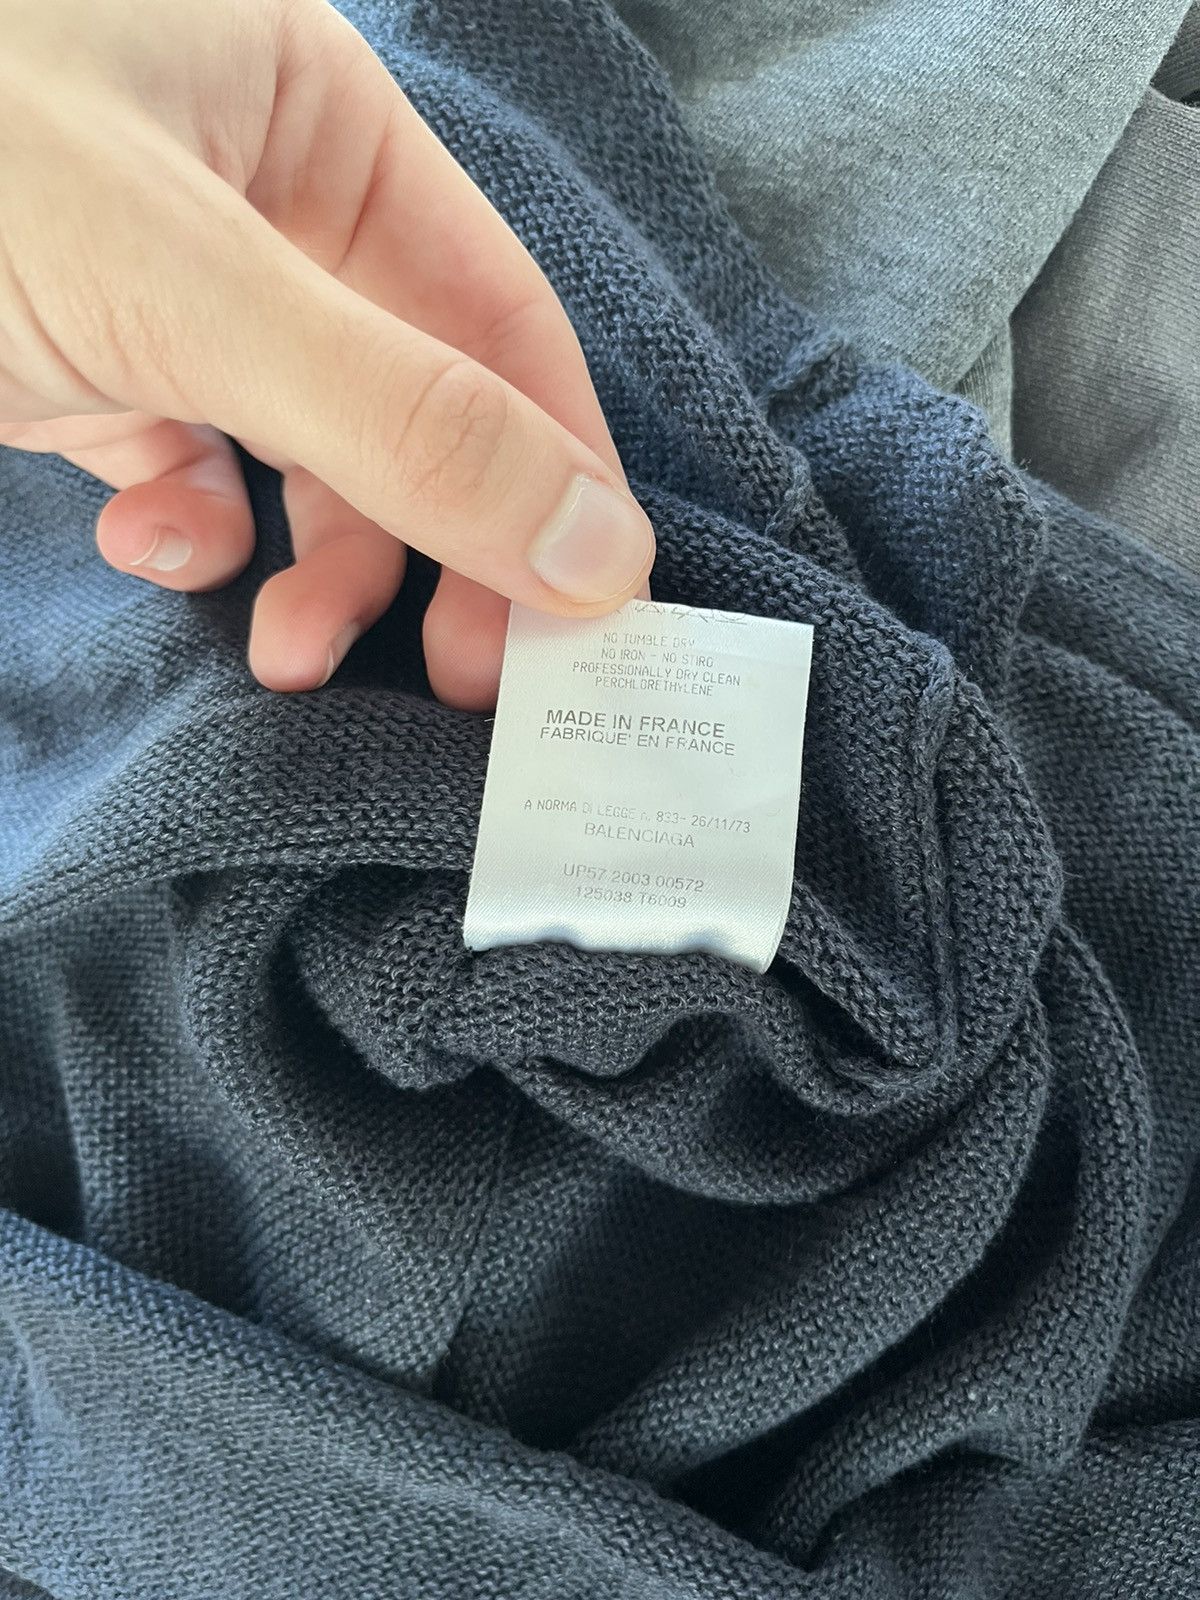 NO TUMBLE DRY
NO IRON - NO STIRO
PROFESSIONALLY DRY CLEAN
PERCHLORETHYLENE
MADE IN FRANCE
FABRIQUE' EN FRANCE
A NORMA DI LEGGE n. 883- 26/11/73
BALENCIAGA
UP57 2003 00572
125038 T6009